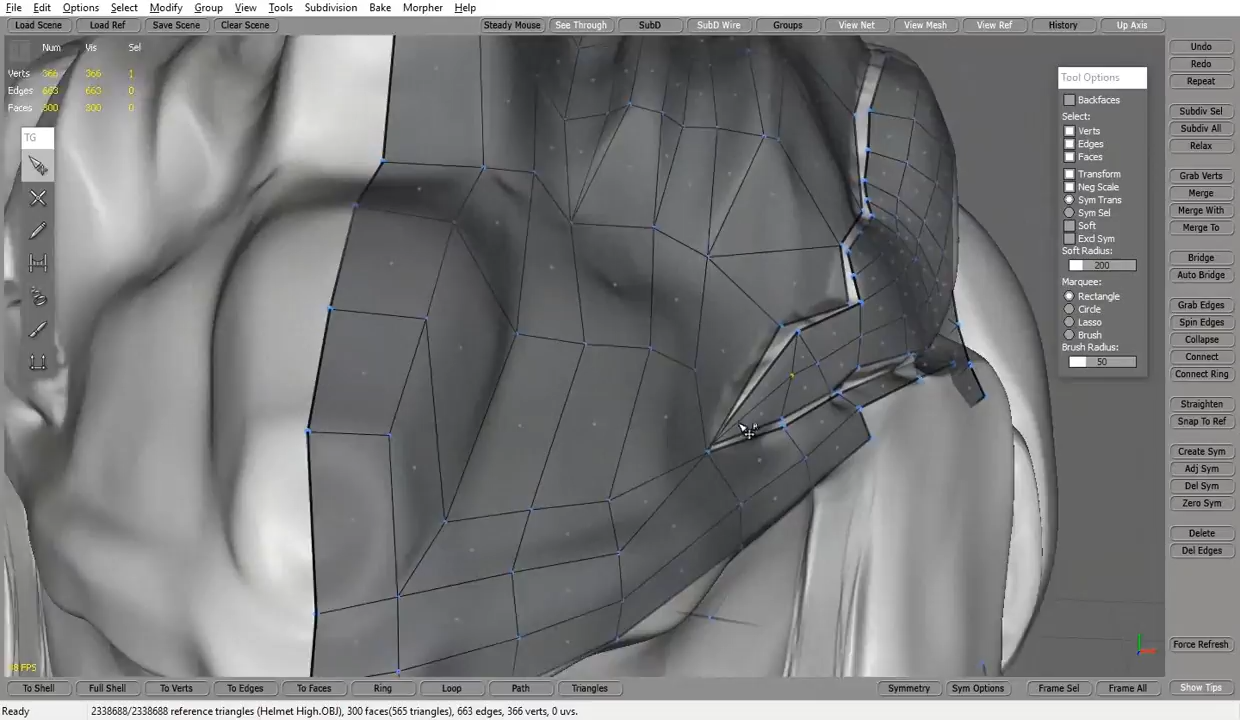 File Edit Options Select Modify Group View Tools Subdivision Bake Morpher Help
Load Scene Load Ref Save Scene Clear Scene Steady Mouse See Through SubD SubD Wire Groups View Net View Mesh View Ref History Up Axis
Num Vis Sel
Verts 366 366 1
Edges 663 663 0
Faces 300 300 0
TG
Tool Options
Backfaces
Select:
Verts
Edges
Faces
Transform
Neg Scale
Sym Trans
Sym Sel
Soft
Excl Sym
Soft Radius:
200
Marquee:
Rectangle
Circle
Lasso
Brush
Brush Radius:
50
Undo
Redo
Repeat
Subdiv Sel
Subdiv All
Relax
Grab Verts
Merge
Merge With
Merge To
Bridge
Auto Bridge
Grab Edges
Spin Edges
Collapse
Connect
Connect Ring
Straighten
Snap To Ref
Create Sym
Adj Sym
Del Sym
Zero Sym
Delete
Del Edges
Force Refresh
Show Tips
FPS
To Shell Full Shell To Verts To Edges To Faces Ring Loop Path Triangles Symmetry Sym Options Frame Sel Frame All
Ready 2338688/2338688 reference triangles (Helmet High.OBJ), 300 faces(565 triangles), 663 edges, 366 verts, 0 uvs.